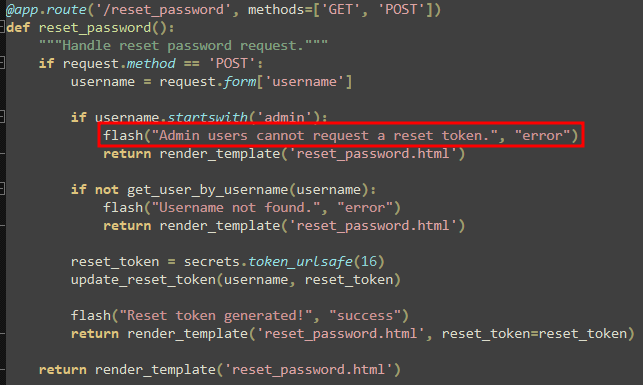 @app.route('/reset_password', methods=['GET', 'POST'])
def reset_password():
    """Handle reset password request."""
    if request.method == 'POST':
        username = request.form['username']

        if username.startswith('admin'):
            flash("Admin users cannot request a reset token.", "error")
            return render_template('reset_password.html')

        if not get_user_by_username(username):
            flash("Username not found.", "error")
            return render_template('reset_password.html')

        reset_token = secrets.token_urlsafe(16)
        update_reset_token(username, reset_token)

        flash("Reset token generated!", "success")
        return render_template('reset_password.html', reset_token=reset_token)

    return render_template('reset_password.html')